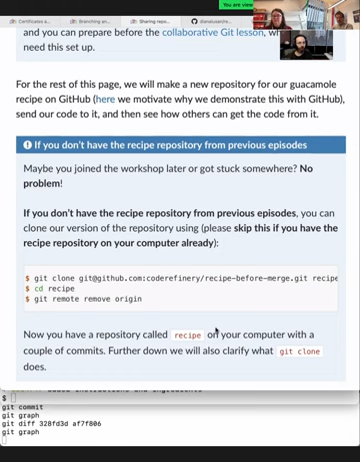 You are view
Certificates a
Branching an
Sharing repo
and you can prepare before the collaborative Git lesson, wh
need this set up.
For the rest of this page, we will make a new repository for our guacamole
recipe on GitHub (here we motivate why we demonstrate this with GitHub),
send our code to it, and then see how others can get the code from it.
If you don't have the recipe repository from previous episodes
Maybe you joined the workshop later or got stuck somewhere? No
problem!
If you don't have the recipe repository from previous episodes, you can
clone our version of the repository using (please skip this if you have the
recipe repository on your computer already):
$ git clone git@github.com:coderefinery/recipe-before-merge.git recipe
$ cd recipe
$ git remote remove origin
Now you have a repository called recipe on your computer with a
couple of commits. Further down we will also clarify what git clone
does.
$
git commit
git graph
git diff 328fd3d af7f806
git graph